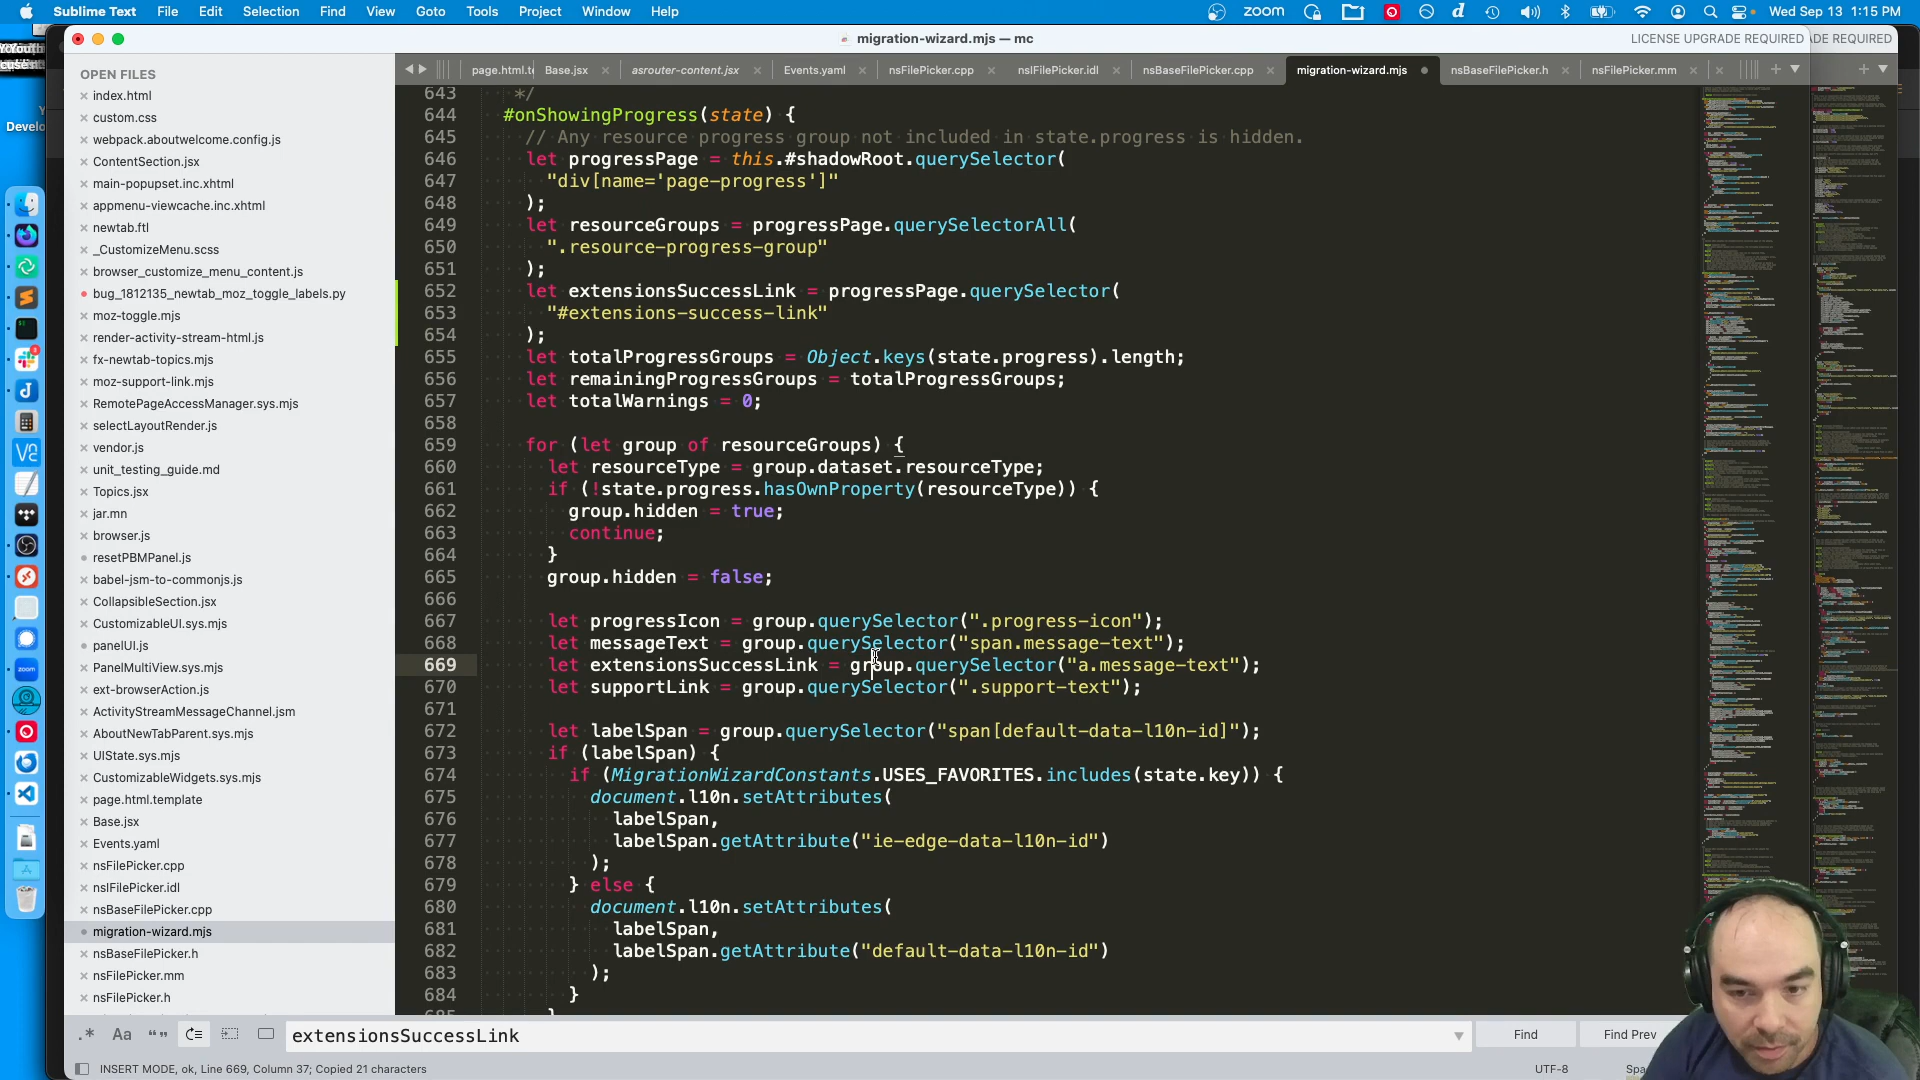 Sublime Text File Edit Selection Find View Goto Tools Project Window Help zoom Wed Sep 13 1:15 PM
migration-wizard.mjs — mc
LICENSE UPGRADE REQUIRED
ADE REQUIRED
page.html.te Base.jsx asrouter-content.jsx Events.yaml nsFilePicker.cpp nsIFilePicker.idl nsBaseFilePicker.cpp migration-wizard.mjs nsBaseFilePicker.h nsFilePicker.mm
Develo
OPEN FILES
index.html
custom.css
webpack.aboutwelcome.config.js
ContentSection.jsx
main-popupset.inc.xhtml
appmenu-viewcache.inc.xhtml
newtab.ftl
_CustomizeMenu.scss
browser_customize_menu_content.js
bug_1812135_newtab_moz_toggle_labels.py
moz-toggle.mjs
render-activity-stream-html.js
fx-newtab-topics.mjs
moz-support-link.mjs
RemotePageAccessManager.sys.mjs
selectLayoutRender.js
vendor.js
unit_testing_guide.md
Topics.jsx
jar.mn
browser.js
resetPBMPanel.js
babel-jsm-to-commonjs.js
CollapsibleSection.jsx
CustomizableUI.sys.mjs
panelUI.js
PanelMultiView.sys.mjs
ext-browserAction.js
ActivityStreamMessageChannel.jsm
AboutNewTabParent.sys.mjs
UIState.sys.mjs
CustomizableWidgets.sys.mjs
page.html.template
Base.jsx
Events.yaml
nsFilePicker.cpp
nsIFilePicker.idl
nsBaseFilePicker.cpp
migration-wizard.mjs
nsBaseFilePicker.h
nsFilePicker.mm
nsFilePicker.h
643 */
644 #onShowingProgress(state) {
645 // Any resource progress group not included in state.progress is hidden.
646 let progressPage = this.#shadowRoot.querySelector(
647 "div[name='page-progress']"
648 );
649 let resourceGroups = progressPage.querySelectorAll(
650 ".resource-progress-group"
651 );
652 let extensionsSuccessLink = progressPage.querySelector(
653 "#extensions-success-link"
654 );
655 let totalProgressGroups = Object.keys(state.progress).length;
656 let remainingProgressGroups = totalProgressGroups;
657 let totalWarnings = 0;
658
659 for (let group of resourceGroups) {
660 let resourceType = group.dataset.resourceType;
661 if (!state.progress.hasOwnProperty(resourceType)) {
662 group.hidden = true;
663 continue;
664 }
665 group.hidden = false;
666
667 let progressIcon = group.querySelector(".progress-icon");
668 let messageText = group.querySelector("span.message-text");
669 let extensionsSuccessLink = group.querySelector("a.message-text");
670 let supportLink = group.querySelector(".support-text");
671
672 let labelSpan = group.querySelector("span[default-data-l10n-id]");
673 if (labelSpan) {
674 if (MigrationWizardConstants.USES_FAVORITES.includes(state.key)) {
675 document.l10n.setAttributes(
676 labelSpan,
677 labelSpan.getAttribute("ie-edge-data-l10n-id")
678 );
679 } else {
680 document.l10n.setAttributes(
681 labelSpan,
682 labelSpan.getAttribute("default-data-l10n-id")
683 );
684 }
.* Aa “” extensionsSuccessLink Find Find Prev
INSERT MODE, ok, Line 669, Column 37; Copied 21 characters UTF-8 Spa